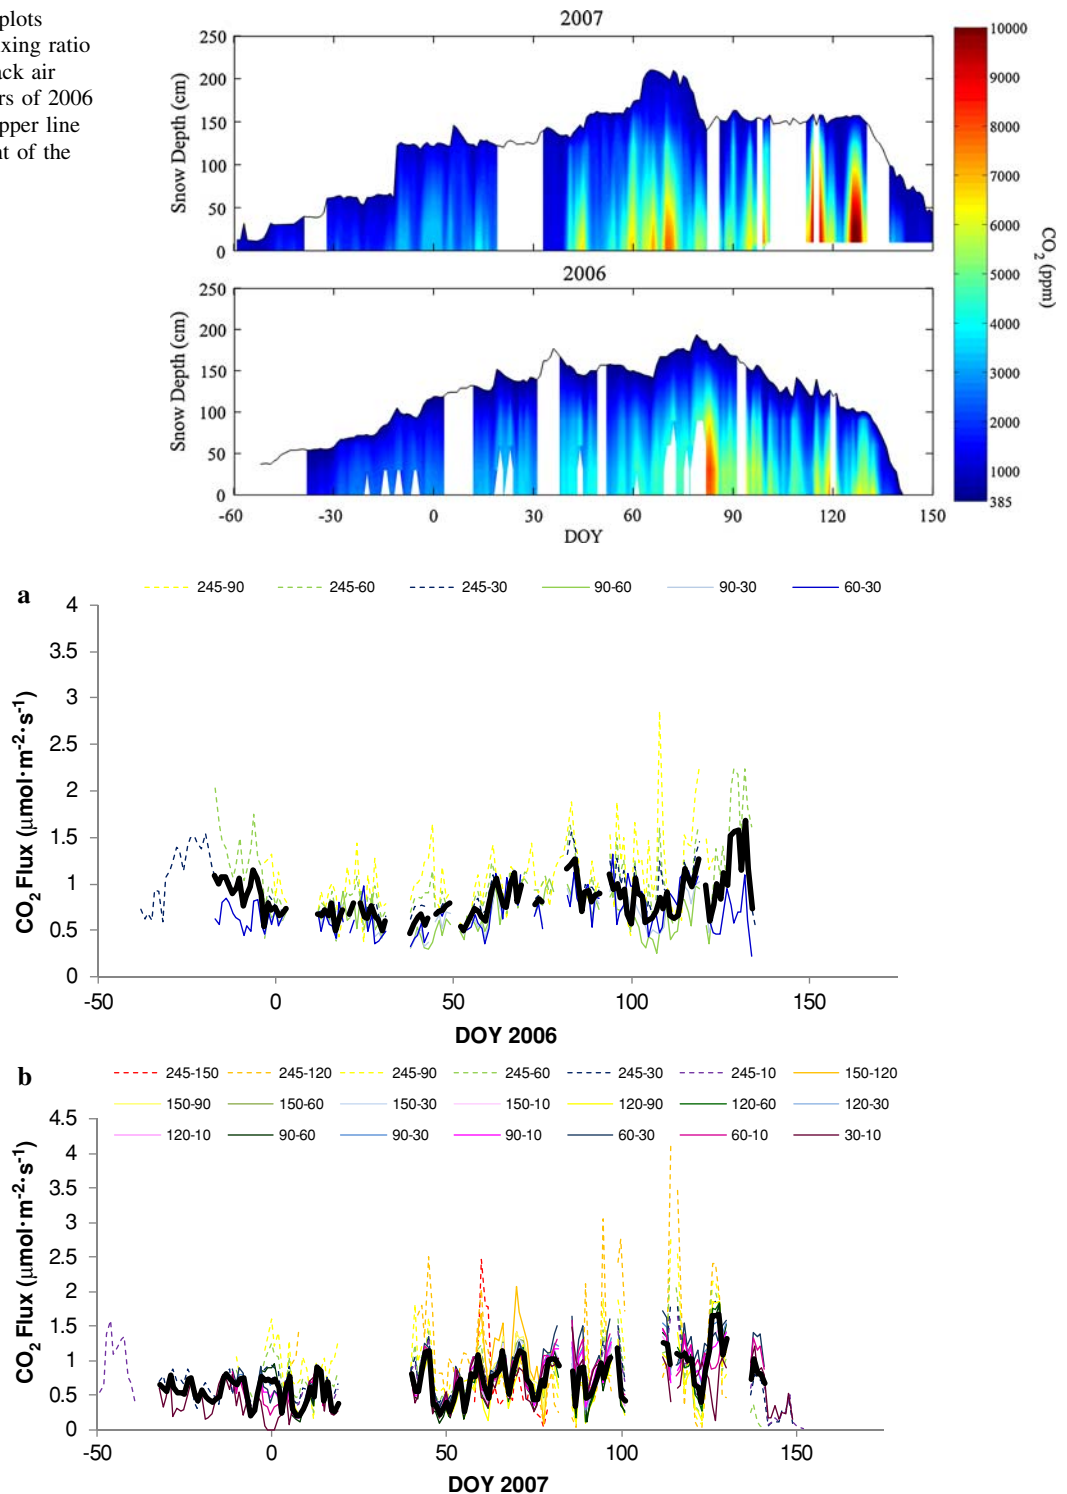 plots
xing ratio
ack air
rs of 2006
pper line
nt of the
2007
250
200
150
100
50
0
Snow Depth (cm)
2006
250
200
150
100
50
0
Snow Depth (cm)
-60 -30 0 30 60 90 120 150
DOY
10000
9000
8000
7000
6000
5000
4000
3000
2000
1000
385
CO2 (ppm)
a
245-90 245-60 245-30 90-60 90-30 60-30
4
3.5
3
2.5
2
1.5
1
0.5
0
CO2 Flux (μmol·m-2·s-1)
-50 0 50 100 150
DOY 2006
b
245-150 245-120 245-90 245-60 245-30 245-10 150-120
150-90 150-60 150-30 150-10 120-90 120-60 120-30
120-10 90-60 90-30 90-10 60-30 60-10 30-10
4.5
4
3.5
3
2.5
2
1.5
1
0.5
0
CO2 Flux (μmol·m-2·s-1)
-50 0 50 100 150
DOY 2007